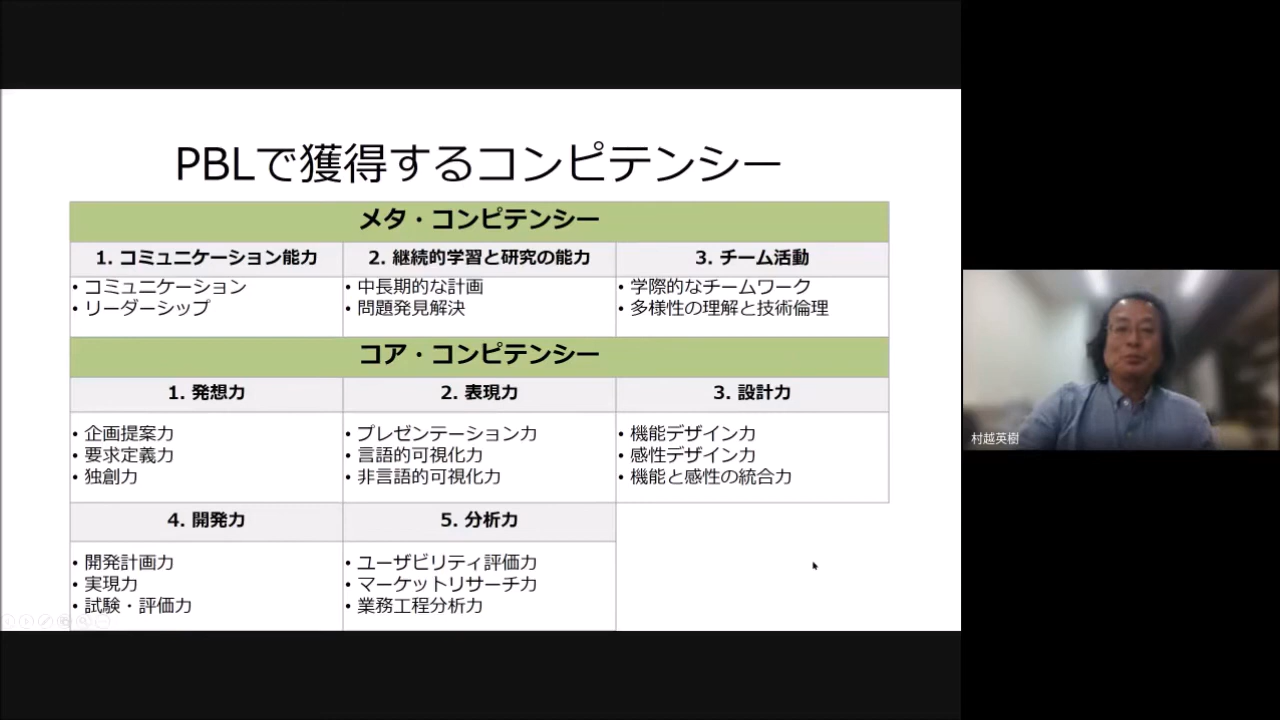 PBLで獲得するコンピテンシー
メタ・コンピテンシー
1. コミュニケーション能力
2. 継続的学習と研究の能力
3. チーム活動
• コミュニケーション
• リーダーシップ
• 中長期的な計画
• 問題発見解決
• 学際的なチームワーク
• 多様性の理解と技術倫理
コア・コンピテンシー
1. 発想力
2. 表現力
3. 設計力
• 企画提案力
• 要求定義力
• 独創力
• プレゼンテーション力
• 言語的可視化力
• 非言語的可視化力
• 機能デザイン力
• 感性デザイン力
• 機能と感性の統合力
4. 開発力
5. 分析力
• 開発計画力
• 実現力
• 試験・評価力
• ユーザビリティ評価力
• マーケットリサーチ力
• 業務工程分析力
村越英樹